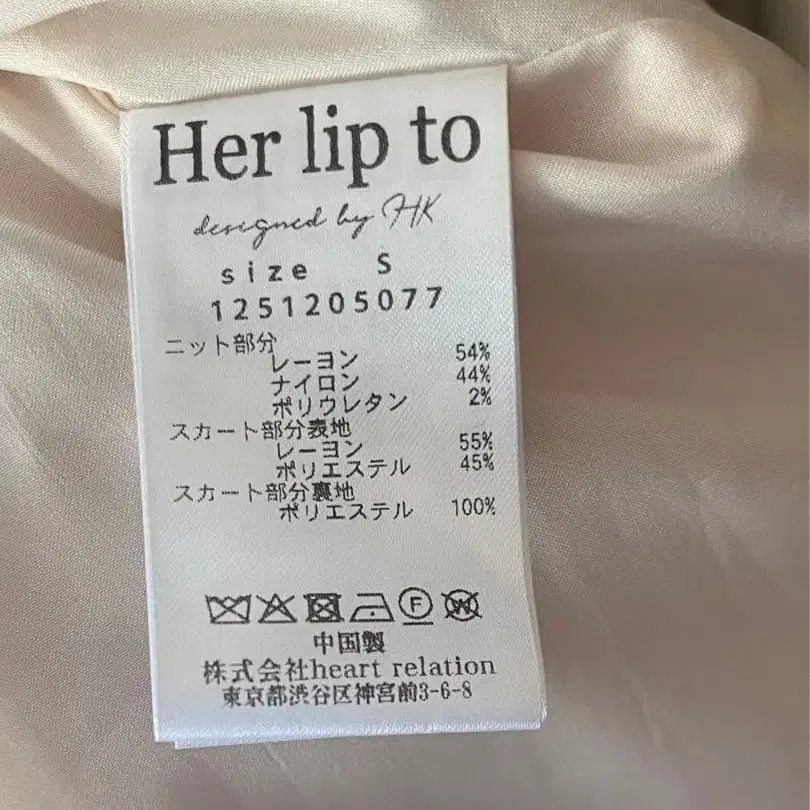 Her lip to
designed by HK
size S
1251205077
ニット部分
レーヨン 54%
ナイロン 44%
ポリウレタン 2%
スカート部分表地
レーヨン 55%
ポリエステル 45%
スカート部分裏地
ポリエステル 100%
F W
中国製
株式会社heart relation
東京都渋谷区神宮前3-6-8